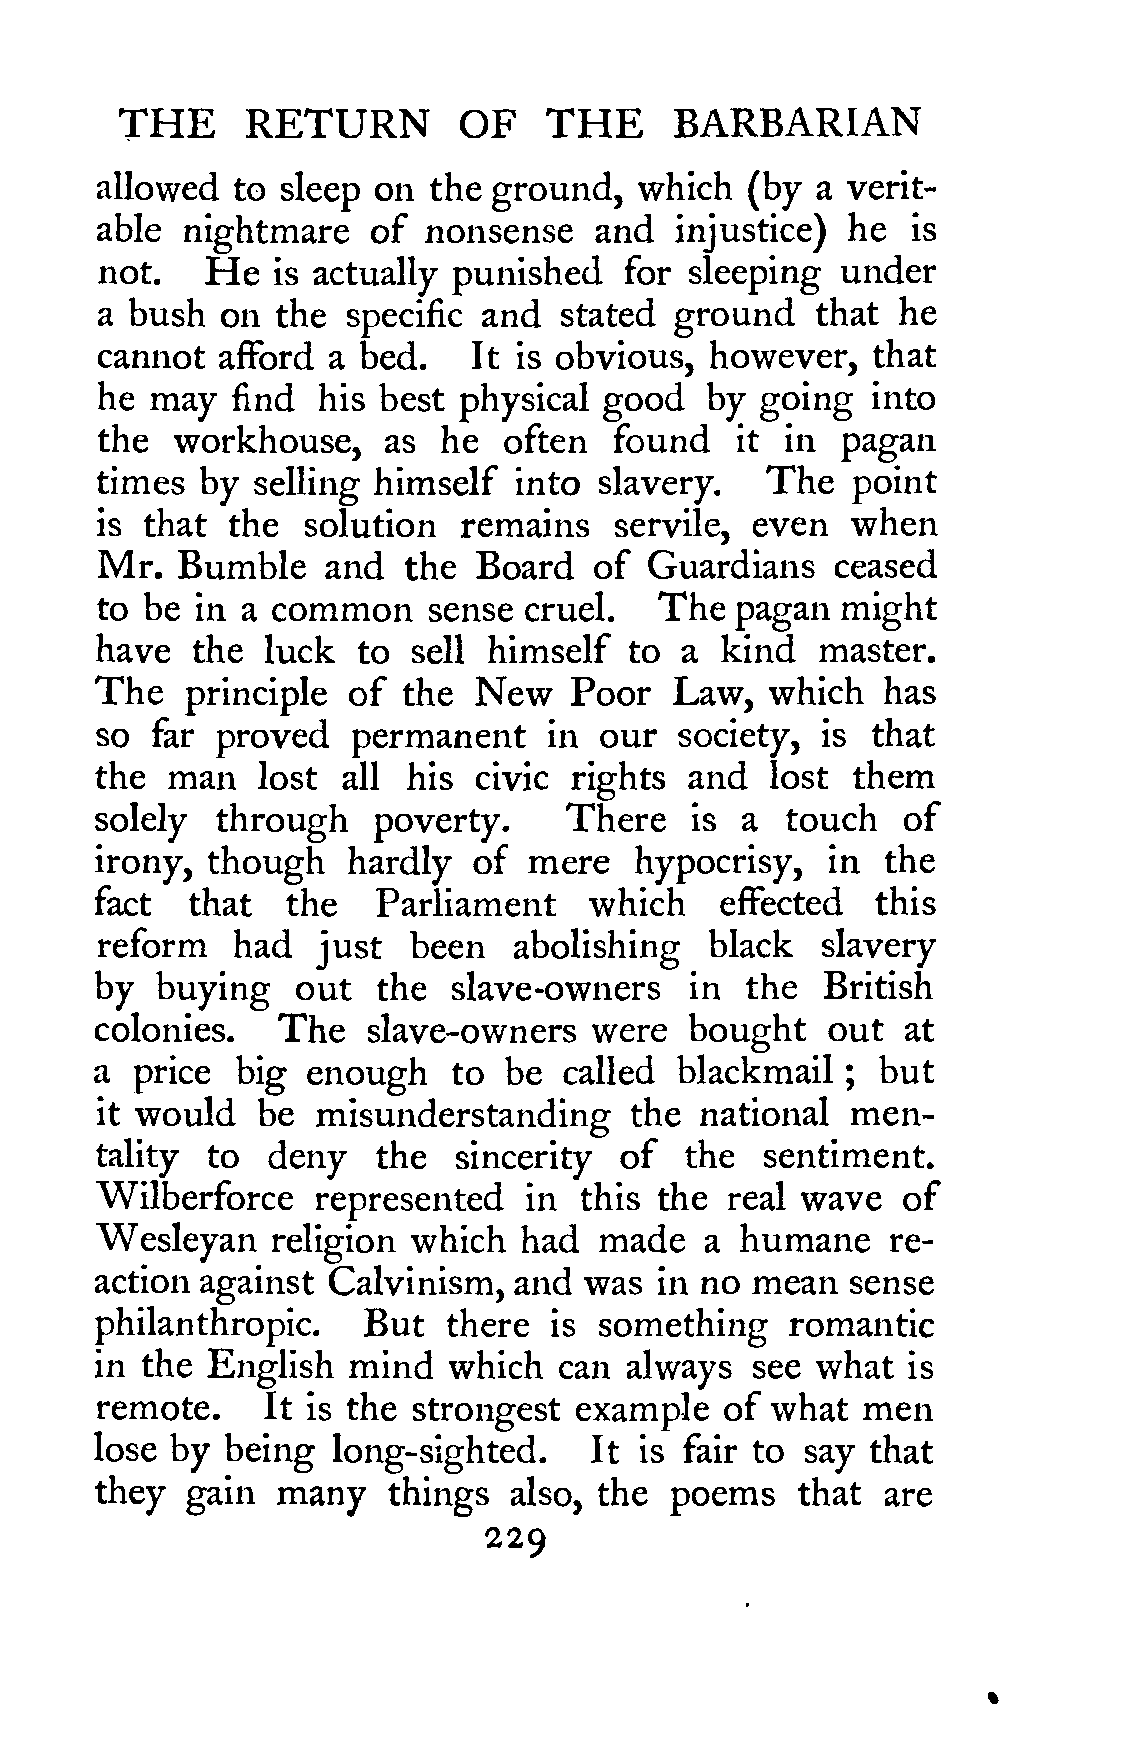 THE RETURN OF THE BARBARIAN
allowed to sleep on the ground, which (by a verit-
able nightmare of nonsense and injustice) he is
not. He is actually punished for sleeping under
a bush on the specific and stated ground that he
cannot afford a bed. It is obvious, however, that
he may find his best physical good by going into
the workhouse, as he often found it in pagan
times by selling himself into slavery. The point
is that the solution remains servile, even when
Mr. Bumble and the Board of Guardians ceased
to be in a common sense cruel. The pagan might
have the luck to sell himself to a kind master.
The principle of the New Poor Law, which has
so far proved permanent in our society, is that
the man lost all his civic rights and lost them
solely through poverty. There is a touch of
irony, though hardly of mere hypocrisy, in the
fact that the Parliament which effected this
reform had just been abolishing black slavery
by buying out the slave-owners in the British
colonies. The slave-owners were bought out at
a price big enough to be called blackmail ; but
it would be misunderstanding the national men-
tality to deny the sincerity of the sentiment.
Wilberforce represented in this the real wave of
Wesleyan religion which had made a humane re-
action against Calvinism, and was in no mean sense
philanthropic. But there is something romantic
in the English mind which can always see what is
remote. It is the strongest example of what men
lose by being long-sighted. It is fair to say that
they gain many things also, the poems that are
229